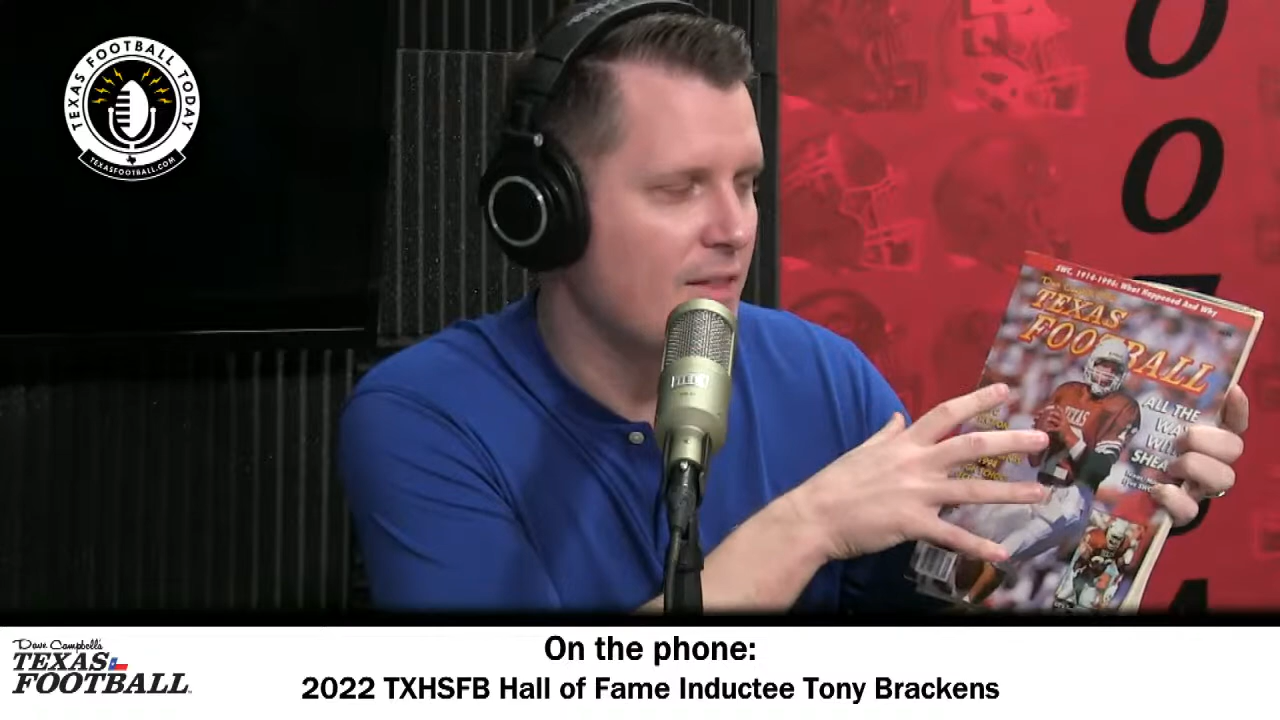 TEXAS FOOTBALL TODAY
TEXASFOOTBALL.COM
SWC, 1914-1996: What Happened And Why
TEXAS
FOOTBALL
TEXAS
ALL THE
WITH
SHEA
On the phone:
2022 TXHSFB Hall of Fame Inductee Tony Brackens
Dave Campbell's
TEXAS
FOOTBALL